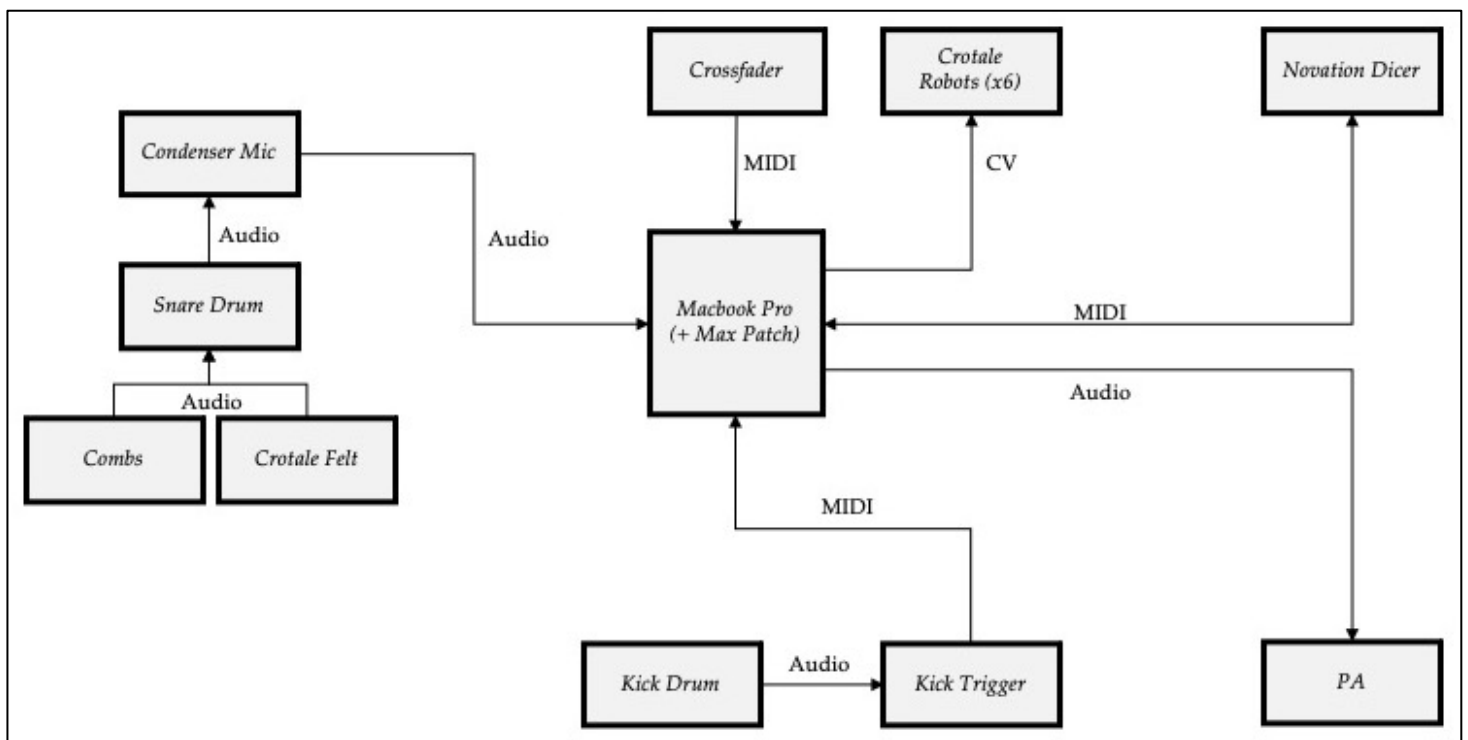 Crossfader
Crotale
Robots (x6)
Novation Dicer
Condenser Mic
MIDI
CV
Audio
Audio
Snare Drum
Macbook Pro
(+ Max Patch)
MIDI
Audio
Audio
Combs
Crotale Felt
MIDI
Kick Drum
Audio
Kick Trigger
PA